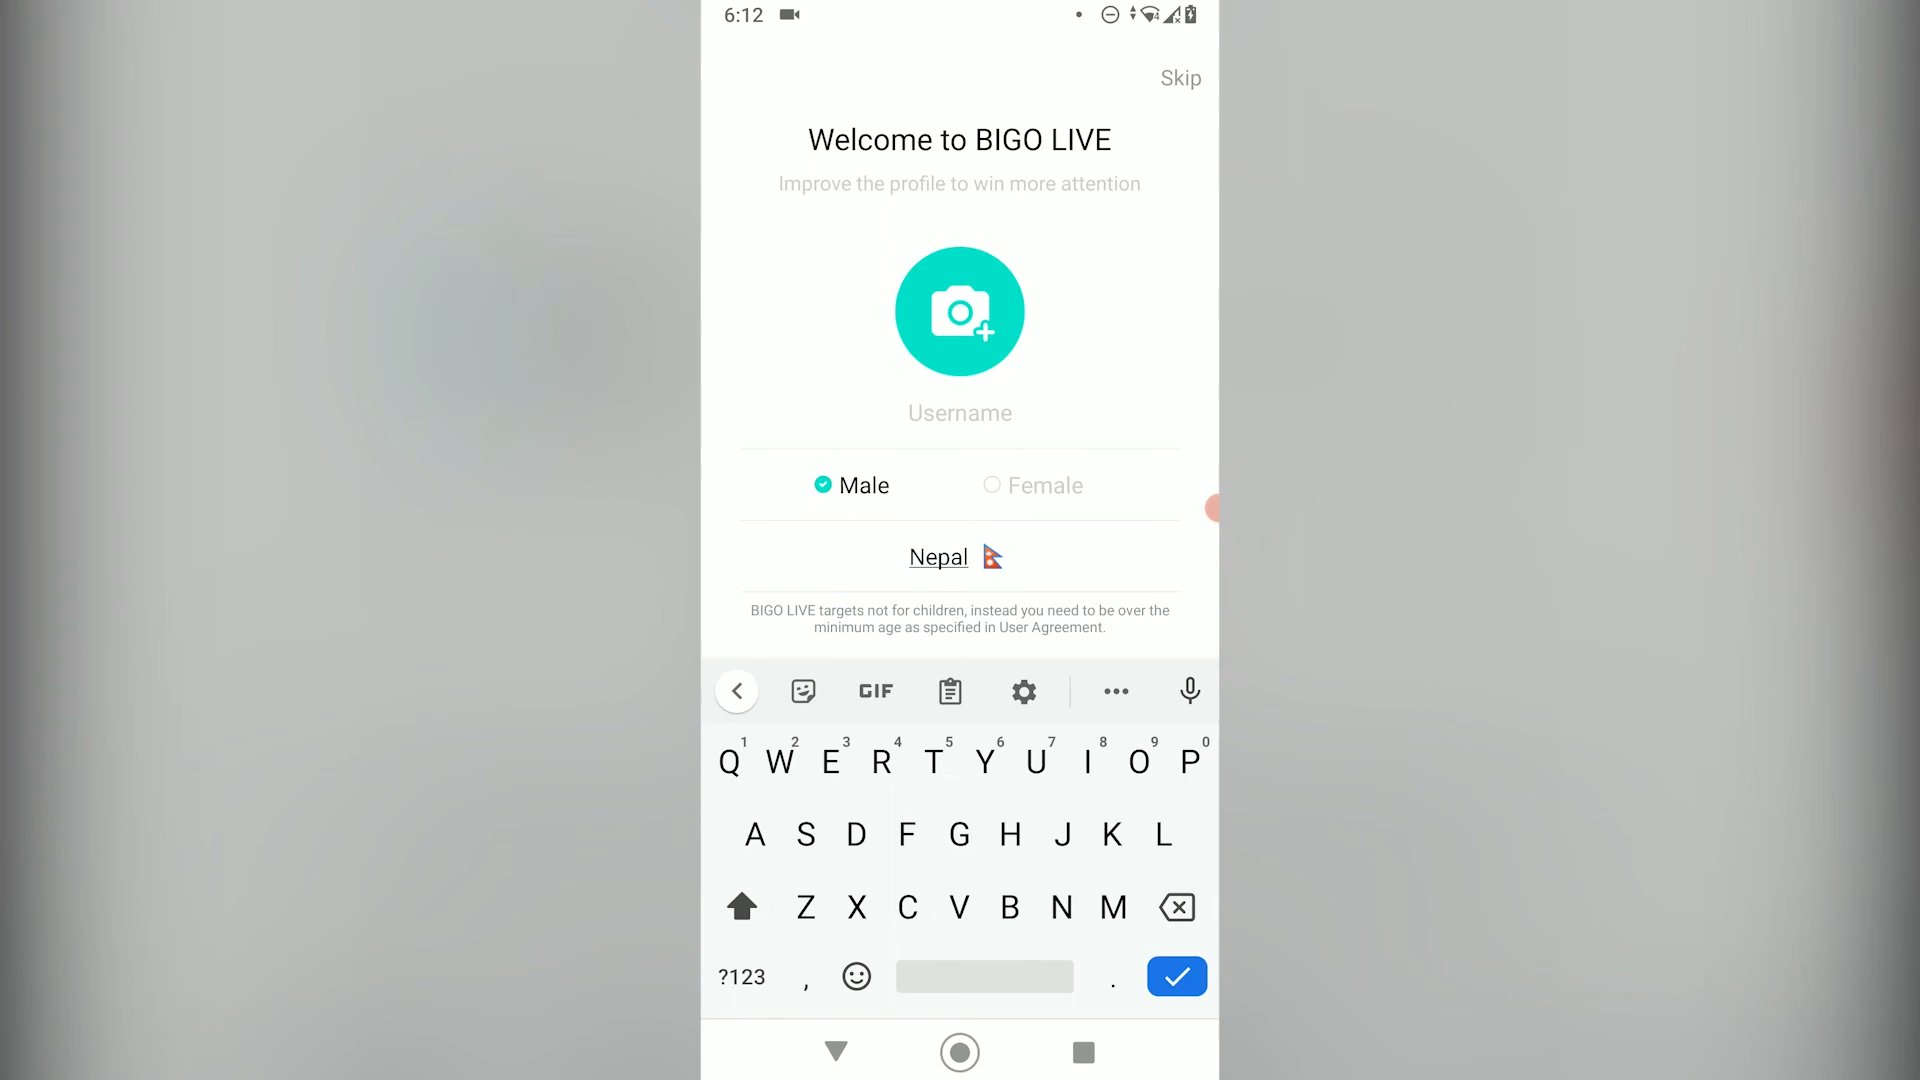 6:12
Skip
Welcome to BIGO LIVE
Improve the profile to win more attention
Username
Male Female
Nepal
BIGO LIVE targets not for children, instead you need to be over the
minimum age as specified in User Agreement.
GIF
1 2 3 4 5 6 7 8 9 0
Q W E R T Y U I O P
A S D F G H J K L
Z X C V B N M
?123 , .